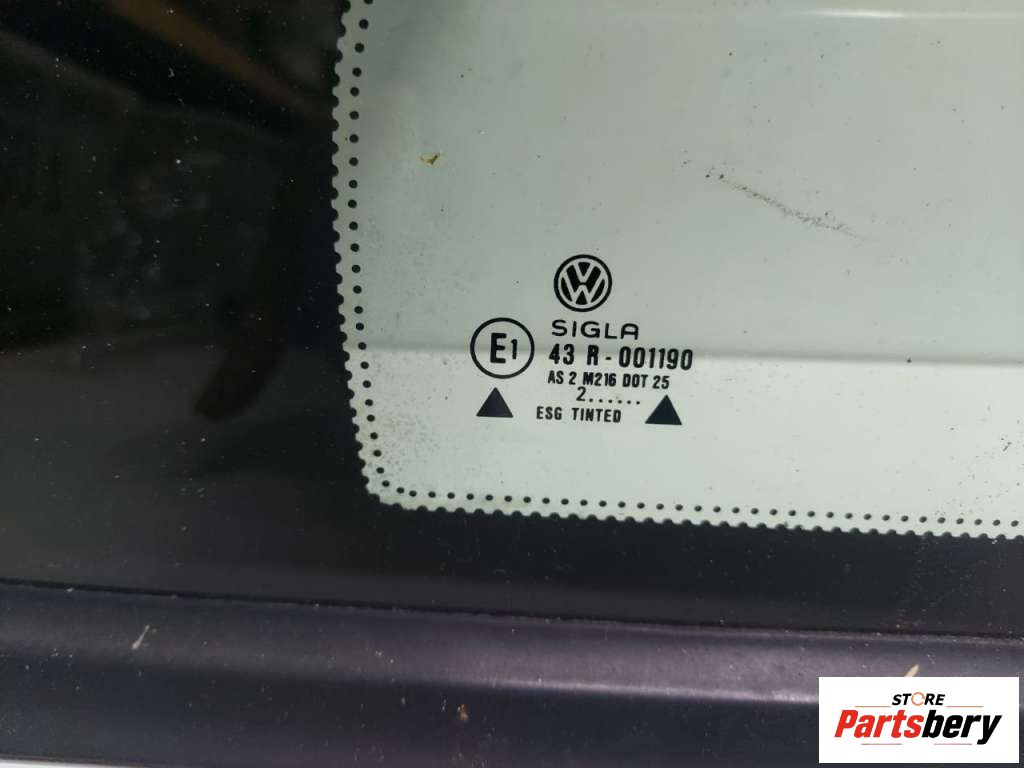 SIGLA
E1
43 R - 001190
AS 2 M216 DOT 25
2......
ESG TINTED
STORE
Partsbery